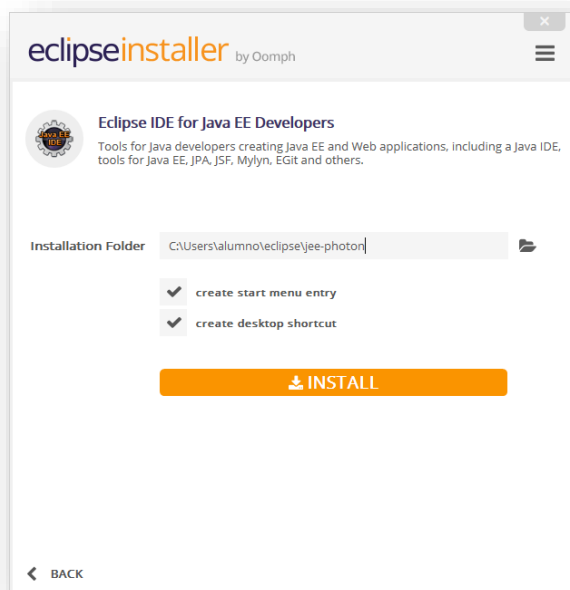 eclipseinstaller by Oomph
Java EE
IDE
Eclipse IDE for Java EE Developers
Tools for Java developers creating Java EE and Web applications, including a Java IDE,
tools for Java EE, JPA, JSF, Mylyn, EGit and others.
Installation Folder C:\Users\alumno\eclipse\jee-photon
create start menu entry
create desktop shortcut
INSTALL
BACK